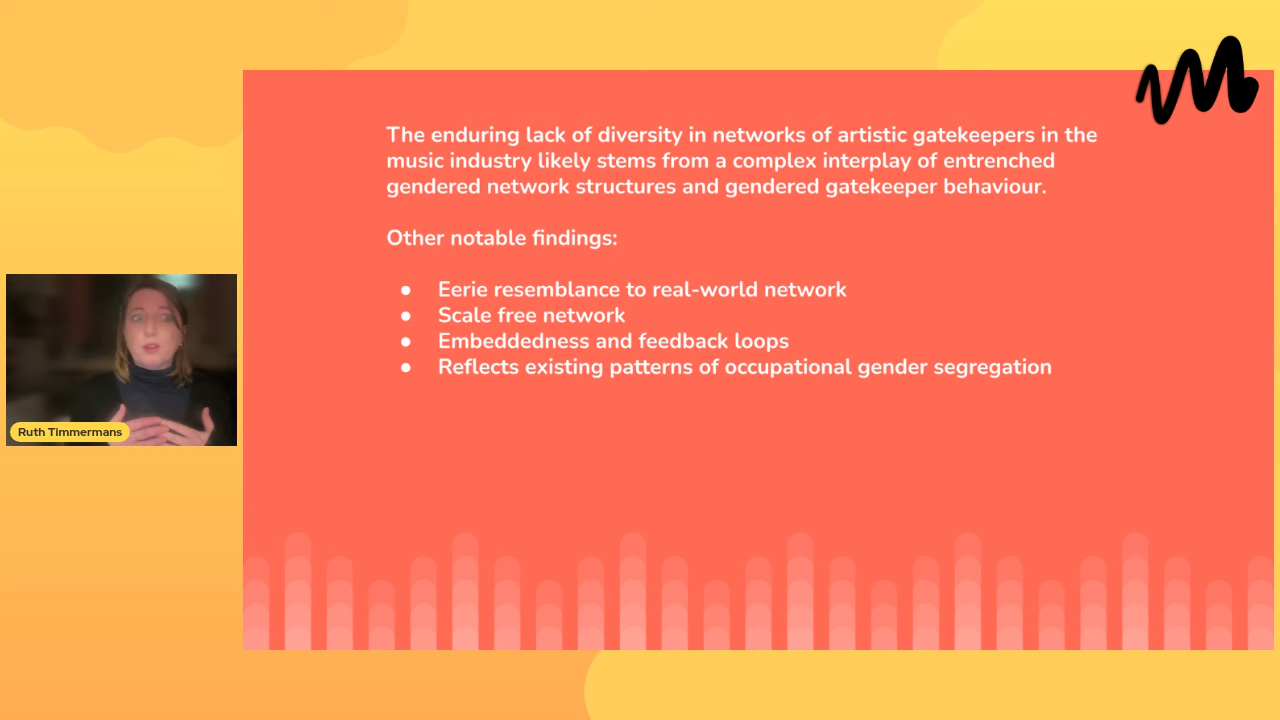 The enduring lack of diversity in networks of artistic gatekeepers in the
music industry likely stems from a complex interplay of entrenched
gendered network structures and gendered gatekeeper behaviour.
Other notable findings:
● Eerie resemblance to real-world network
● Scale free network
● Embeddedness and feedback loops
● Reflects existing patterns of occupational gender segregation
Ruth Timmermans